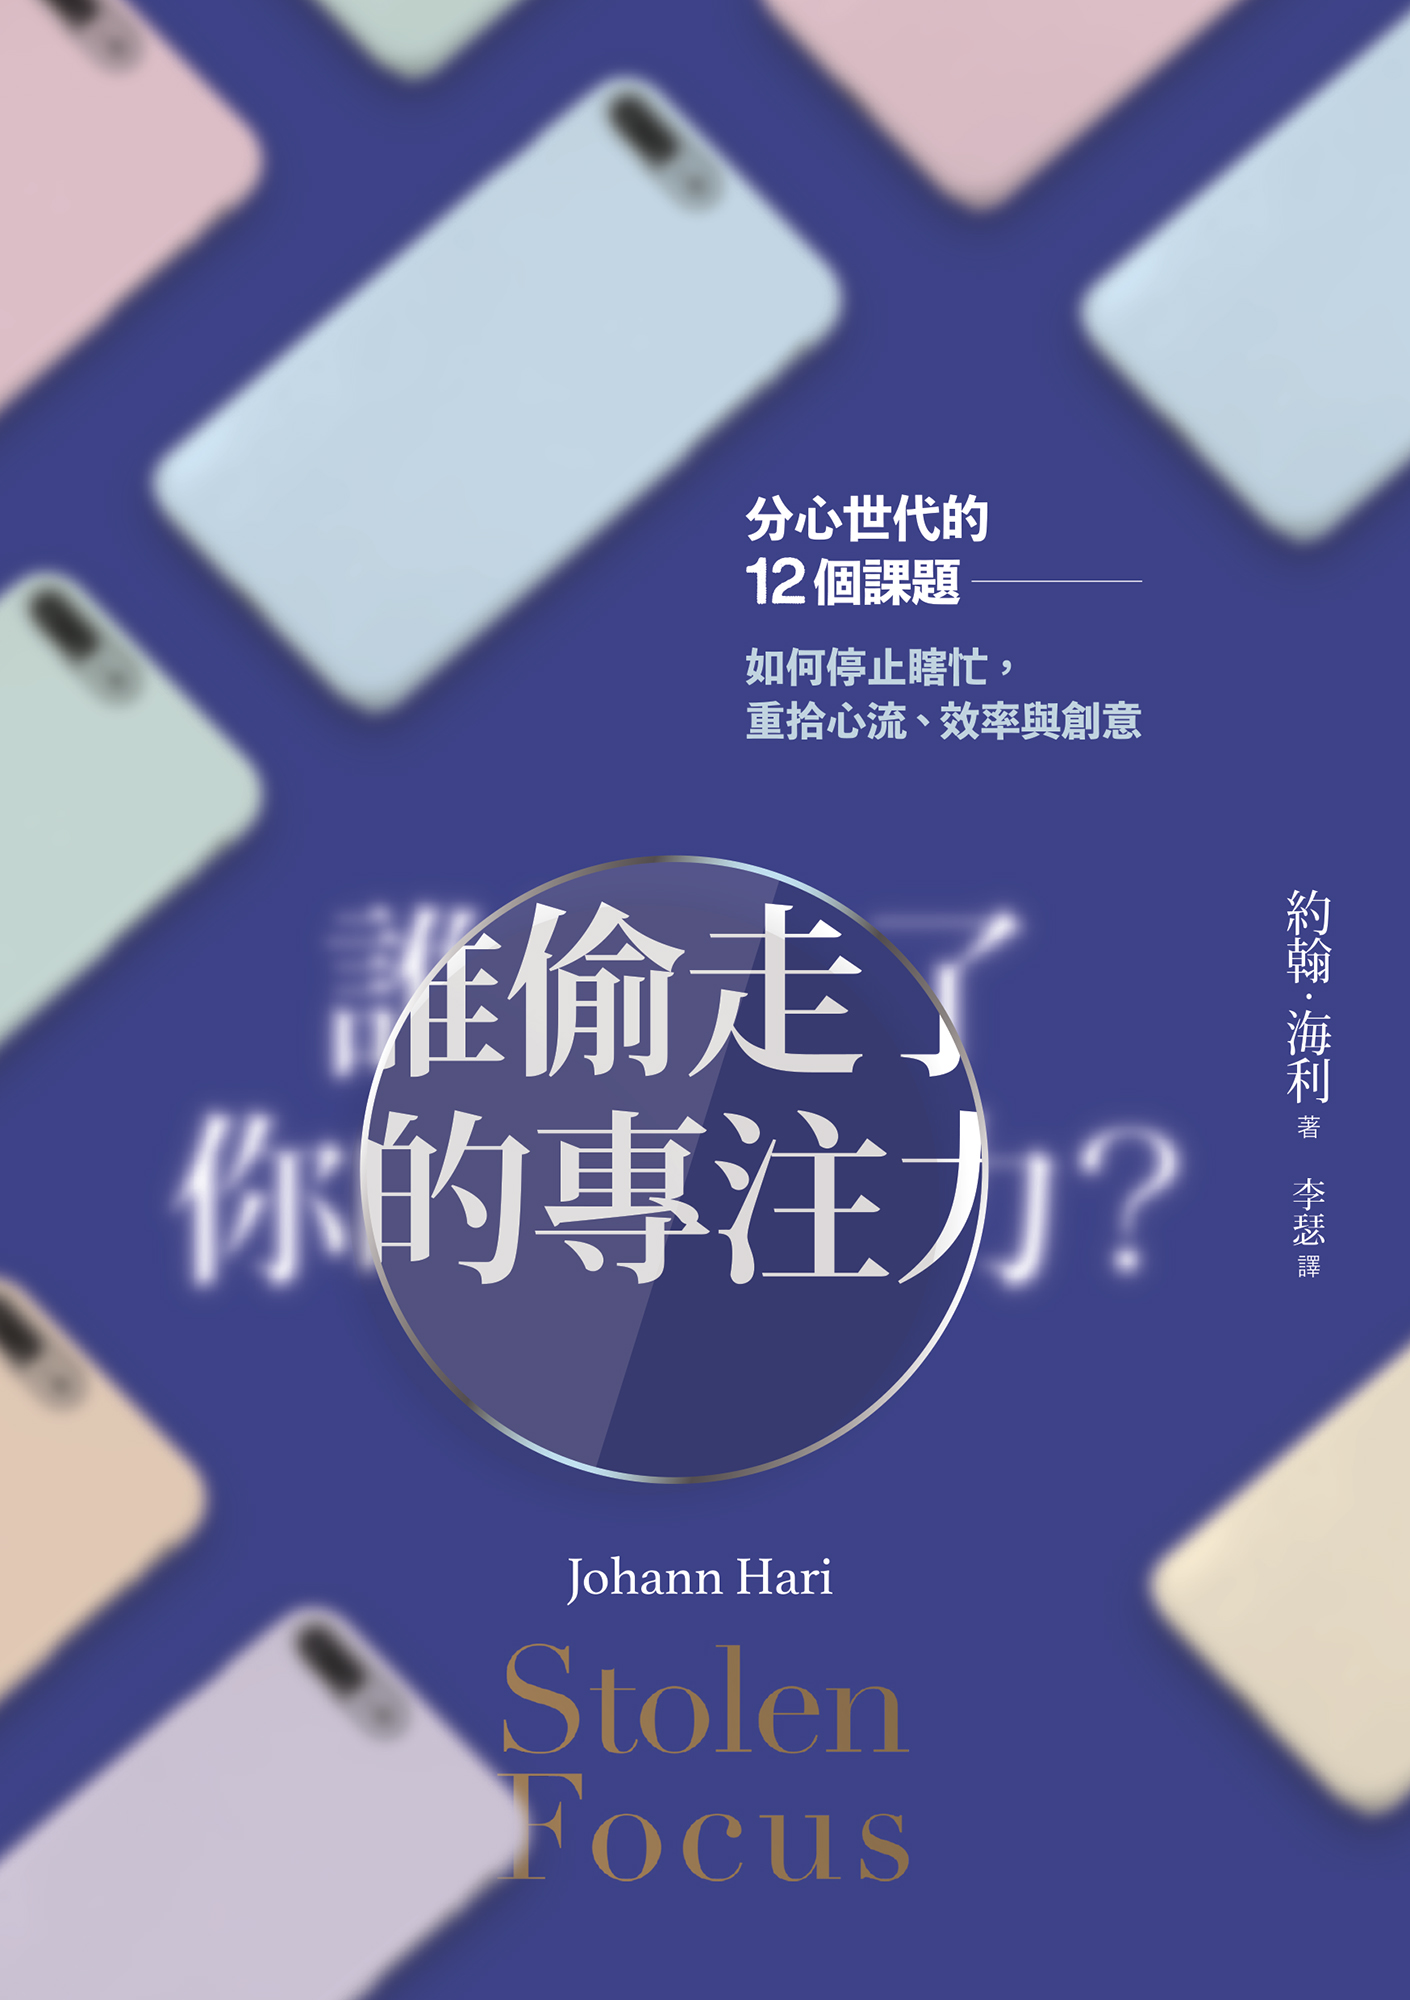 分心世代的
12個課題
如何停止瞎忙，
重拾心流、效率與創意
誰偷走了
你的專注力？
約翰·海利 著 李瑟 譯
Johann Hari
Stolen
Focus